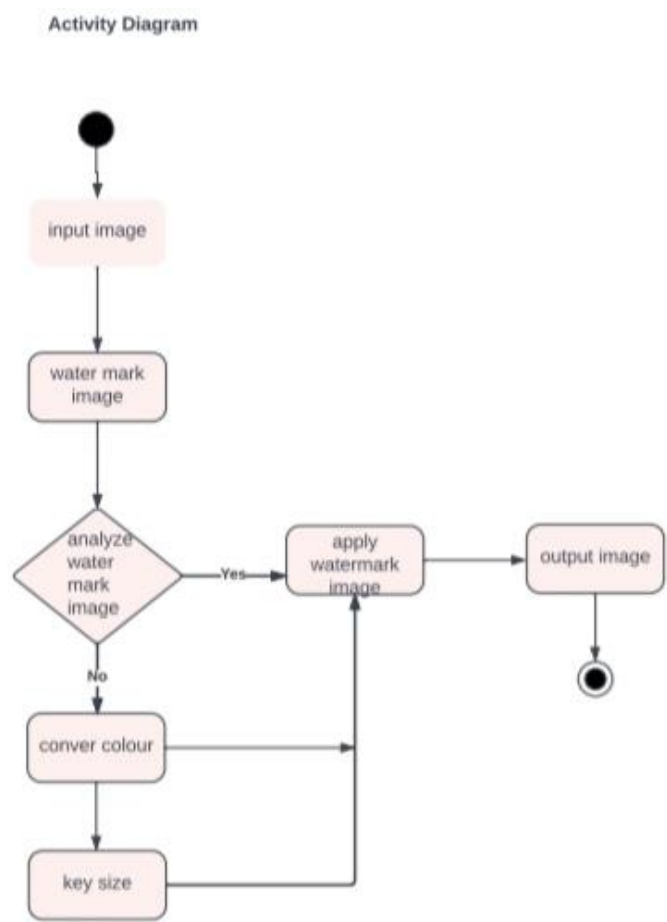 Activity Diagram
input image
water mark
image
analyze
water
mark
image
Yes
apply
watermark
image
output image
No
conver colour
key size